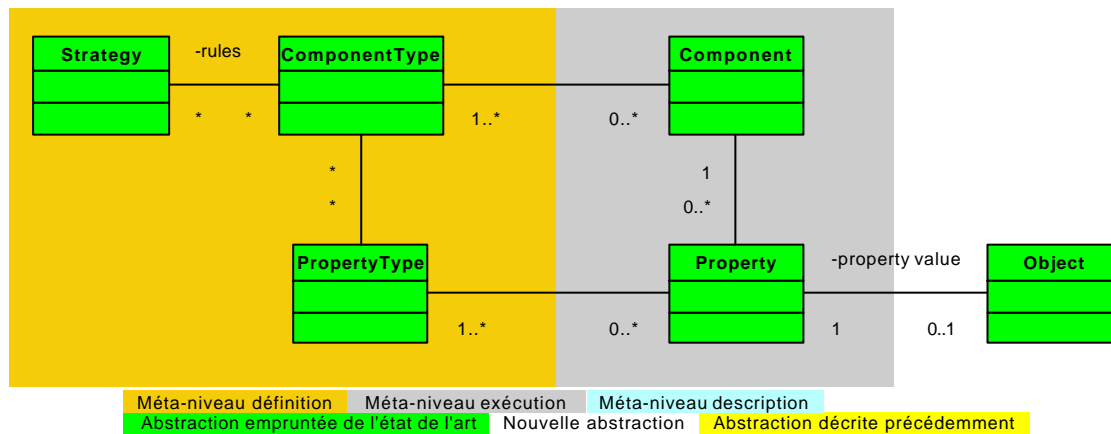 Strategy -rules ComponentType Component
* * 1..* 0..*
* 1
* 0..*
PropertyType Property -property value Object
1..* 0..* 1 0..1
Méta-niveau définition Méta-niveau exécution Méta-niveau description
Abstraction empruntée de l'état de l'art Nouvelle abstraction Abstraction décrite précédemment